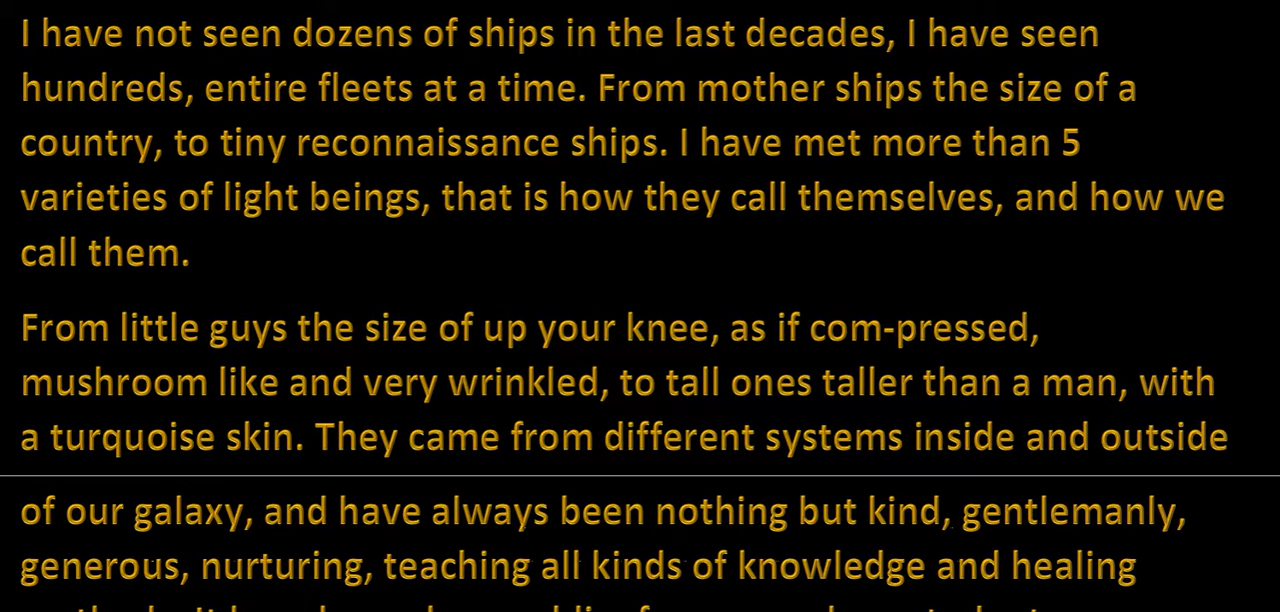 I have not seen dozens of ships in the last decades, I have seen
hundreds, entire fleets at a time. From mother ships the size of a
country, to tiny reconnaissance ships. I have met more than 5
varieties of light beings, that is how they call themselves, and how we
call them.
From little guys the size of up your knee, as if com-pressed,
mushroom like and very wrinkled, to tall ones taller than a man, with
a turquoise skin. They came from different systems inside and outside
of our galaxy, and have always been nothing but kind, gentlemanly,
generous, nurturing, teaching all kinds of knowledge and healing